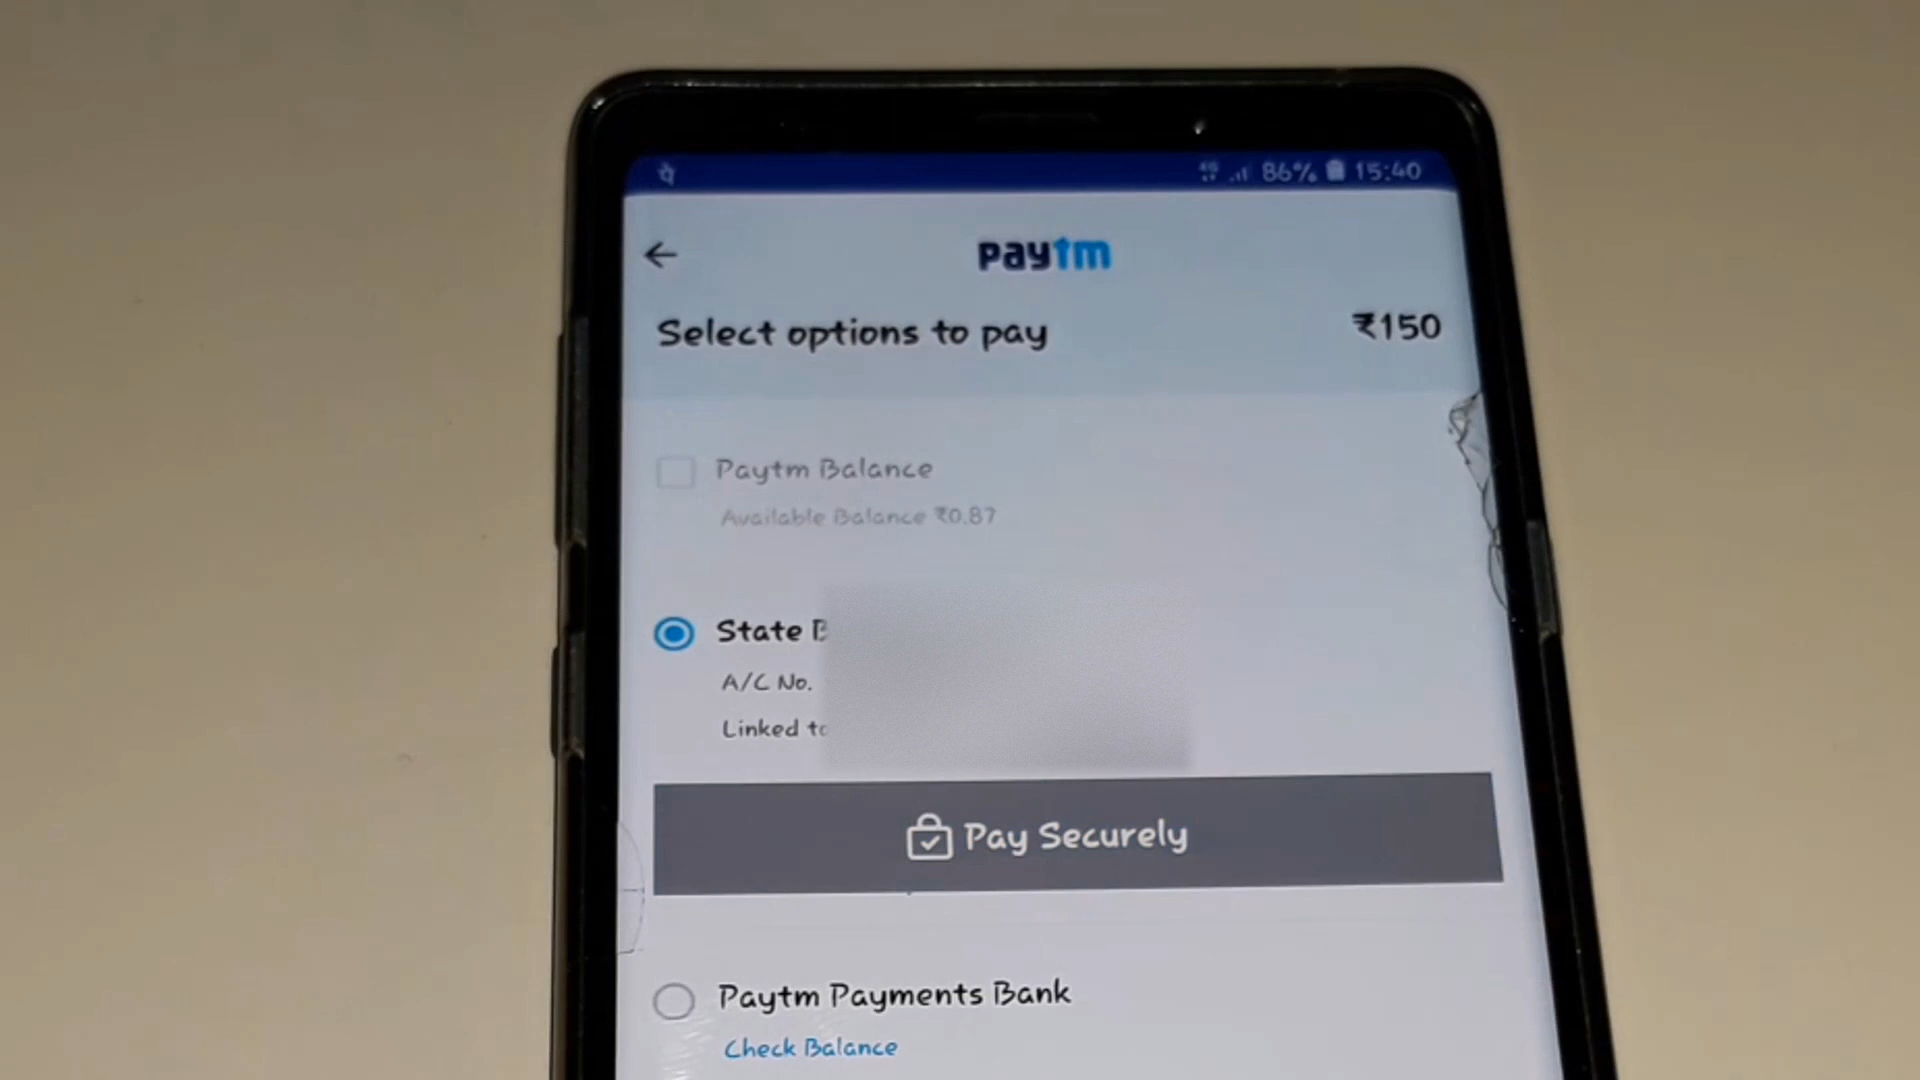 पे 4G 86% 15:40
paytm
Select options to pay ₹150
Paytm Balance
Available Balance ₹0.87
State B
A/C No.
Linked to
Pay Securely
Paytm Payments Bank
Check Balance